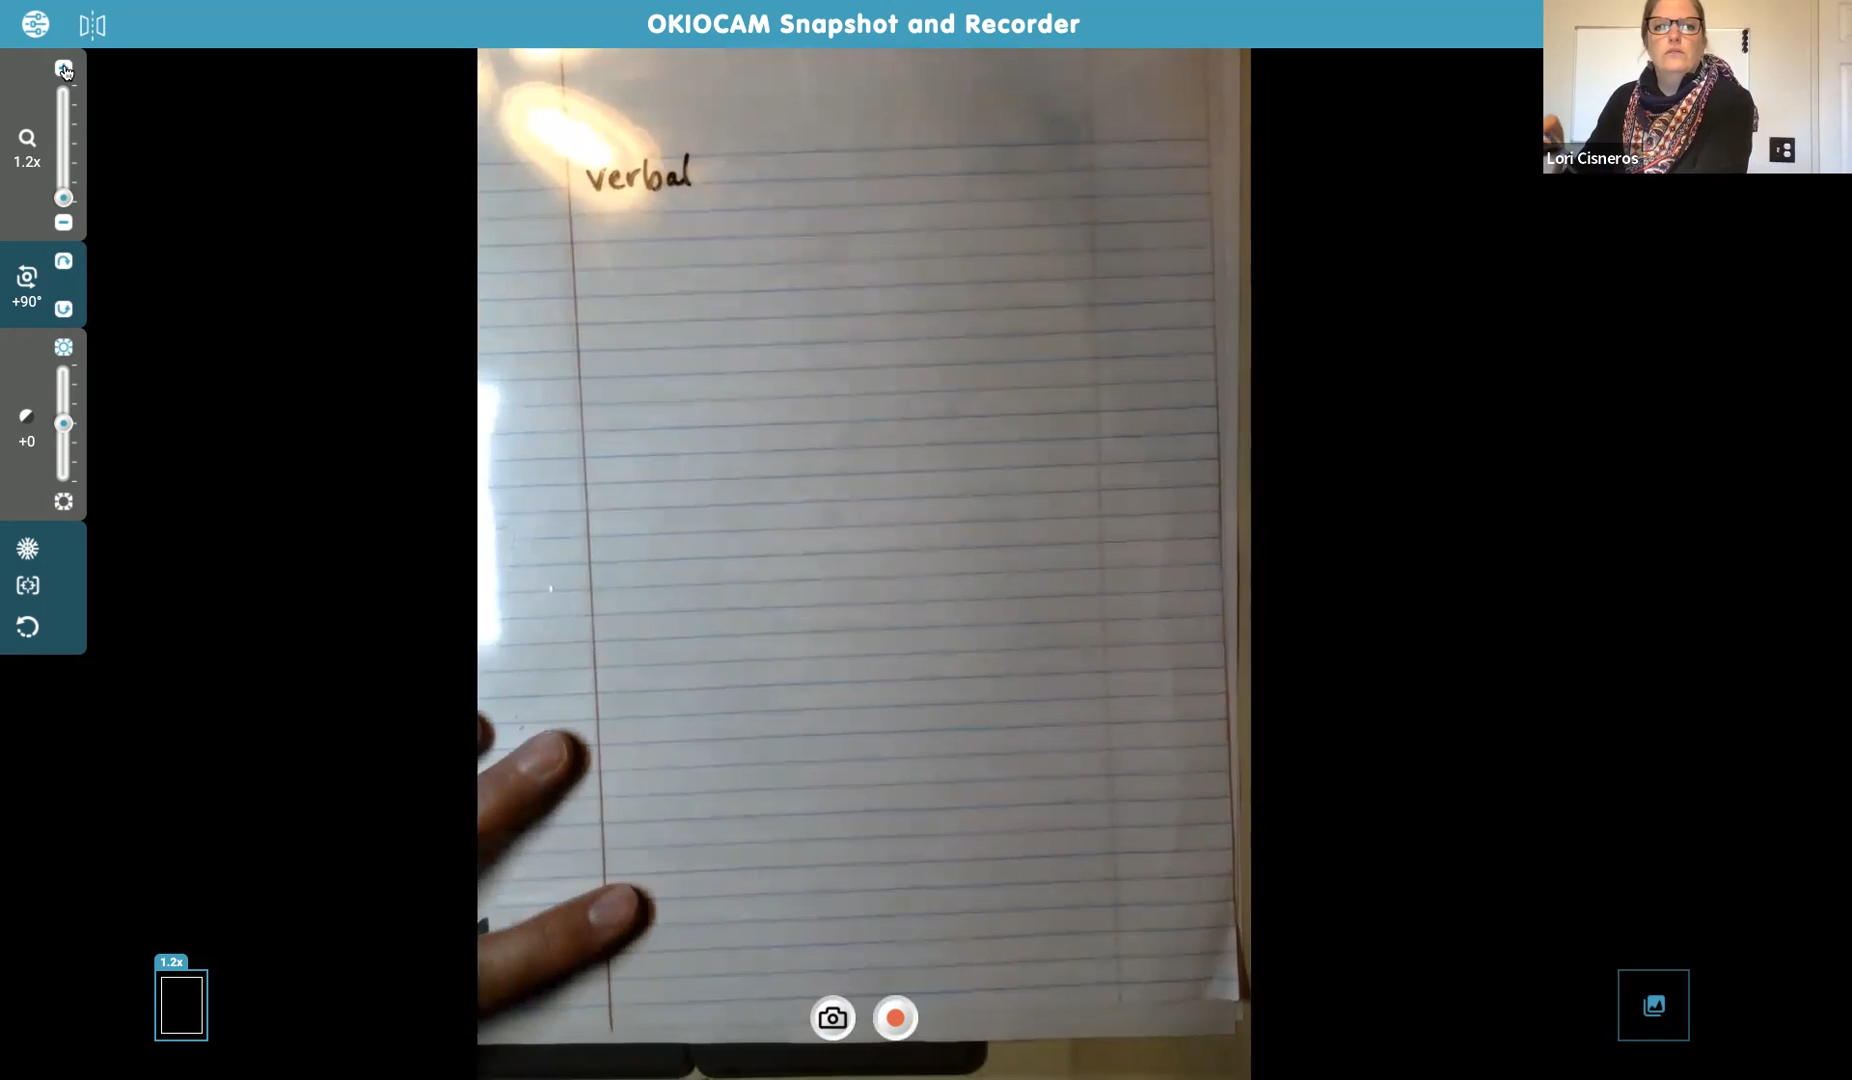 OKIOCAM Snapshot and Recorder
1.2x
+90°
+0
verbal
Lori Cisneros
1.2x